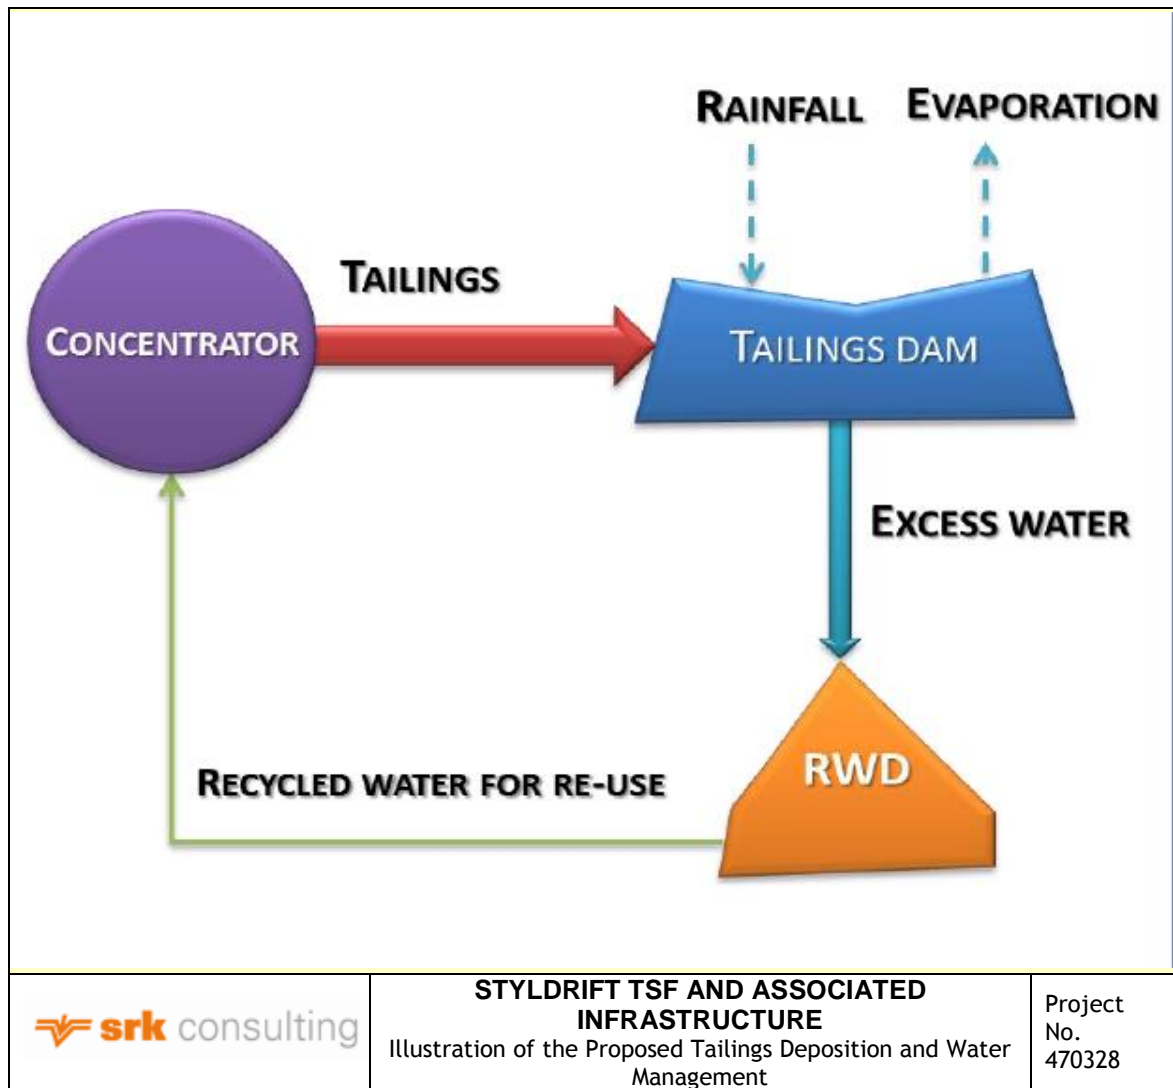 RAINFALL
EVAPORATION
TAILINGS
CONCENTRATOR
TAILINGS DAM
EXCESS WATER
RWD
RECYCLED WATER FOR RE-USE
srk consulting
STYLDRIFT TSF AND ASSOCIATED
INFRASTRUCTURE
Illustration of the Proposed Tailings Deposition and Water
Management
Project
No.
470328